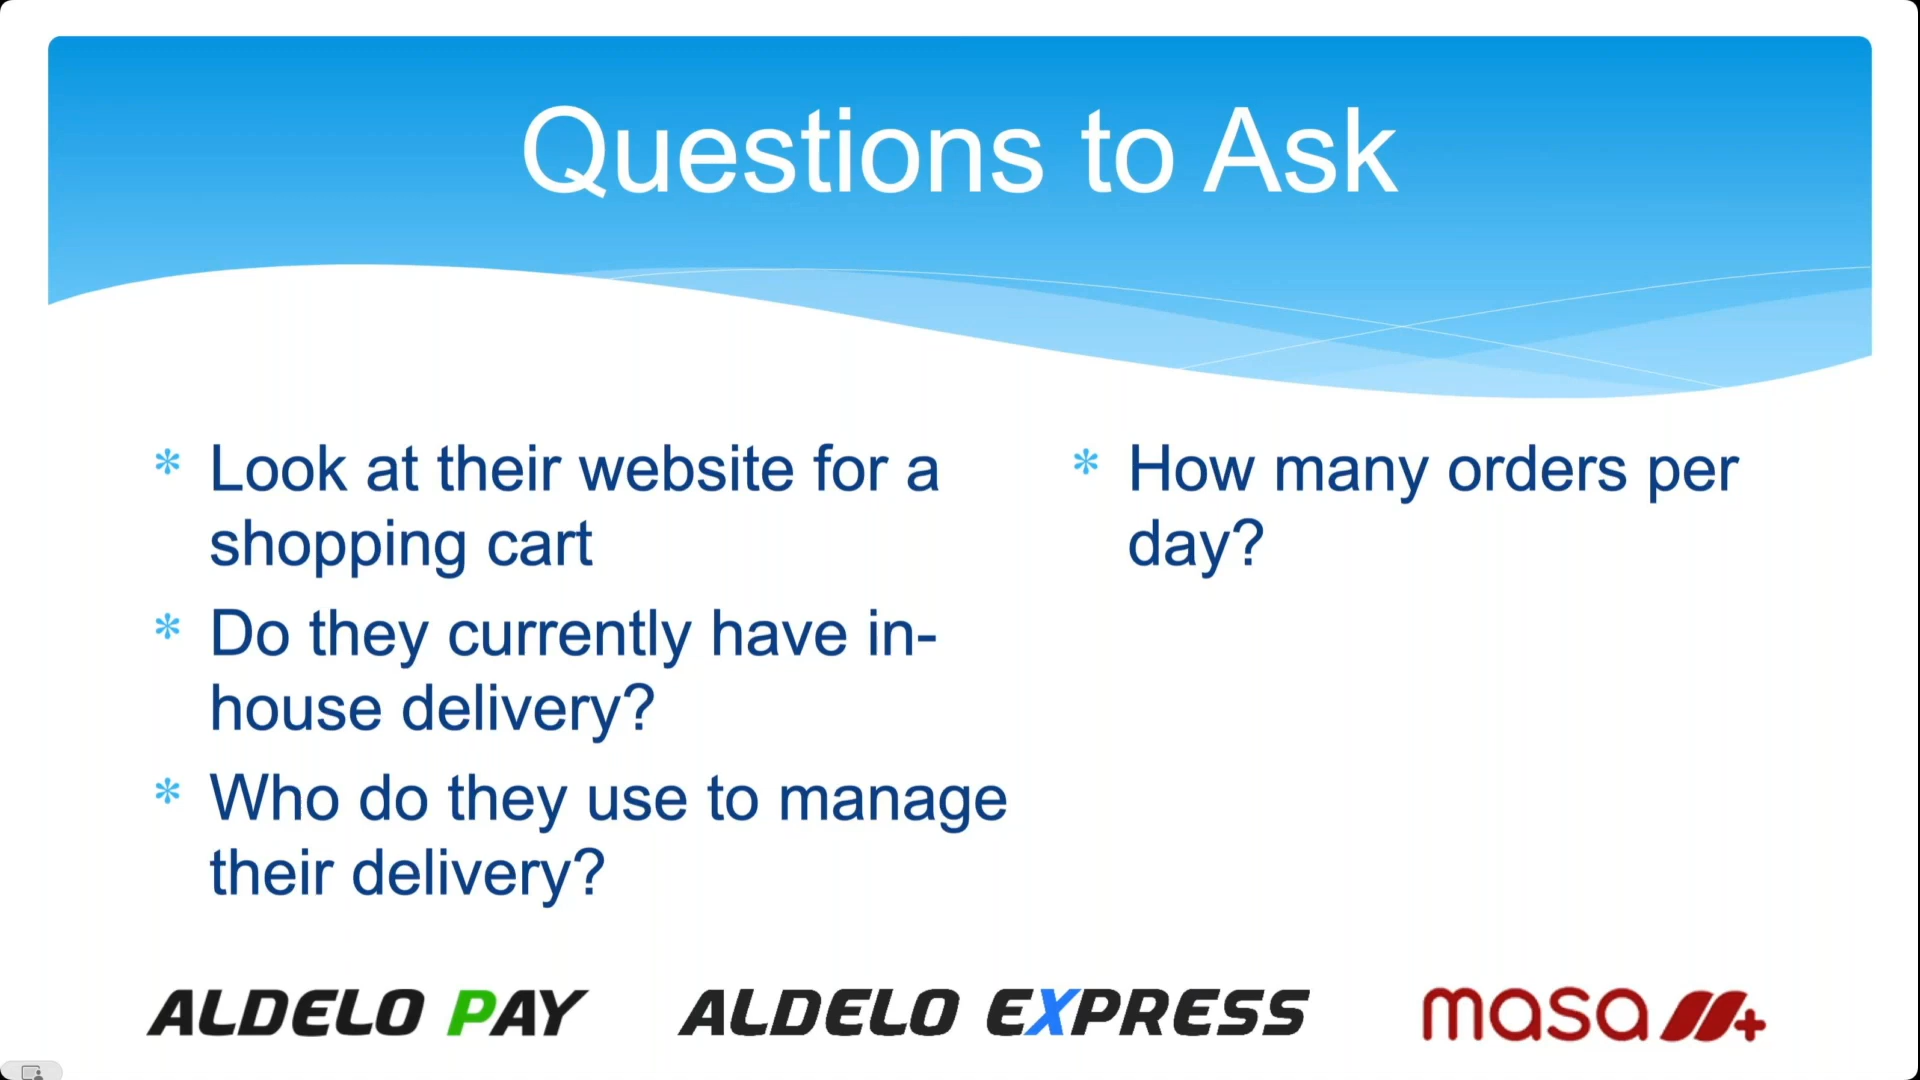 Questions to Ask
* Look at their website for a
shopping cart
* Do they currently have in-
house delivery?
* Who do they use to manage
their delivery?
* How many orders per
day?
ALDELO PAY
ALDELO EXPRESS
masa+